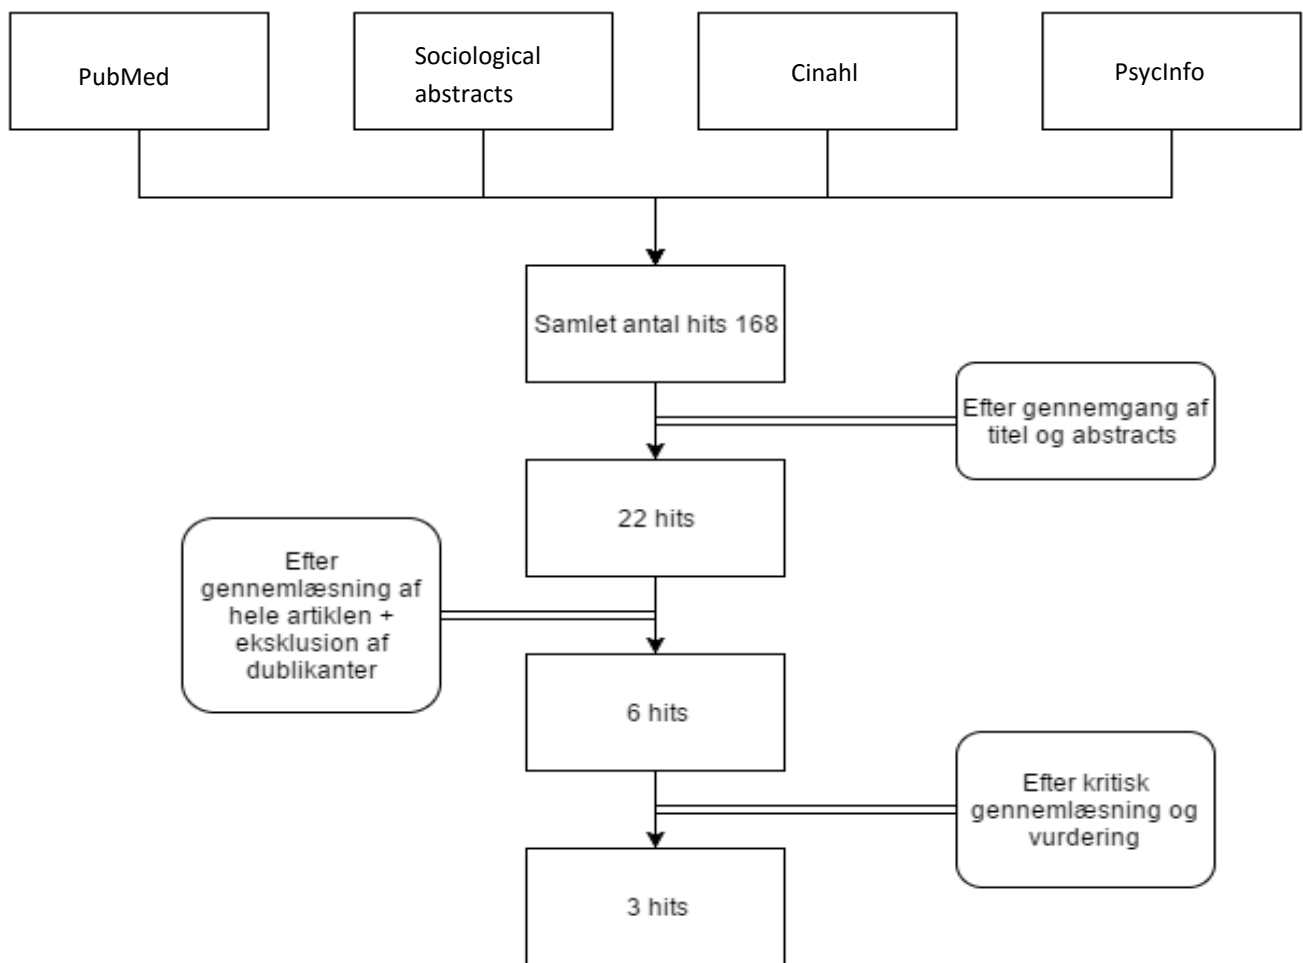 PubMed
Sociological
abstracts
Cinahl
PsycInfo
Samlet antal hits 168
Efter gennemgang af
titel og abstracts
22 hits
Efter
gennemlæsning af
hele artiklen +
eksklusion af
dublikanter
6 hits
Efter kritisk
gennemlæsning og
vurdering
3 hits